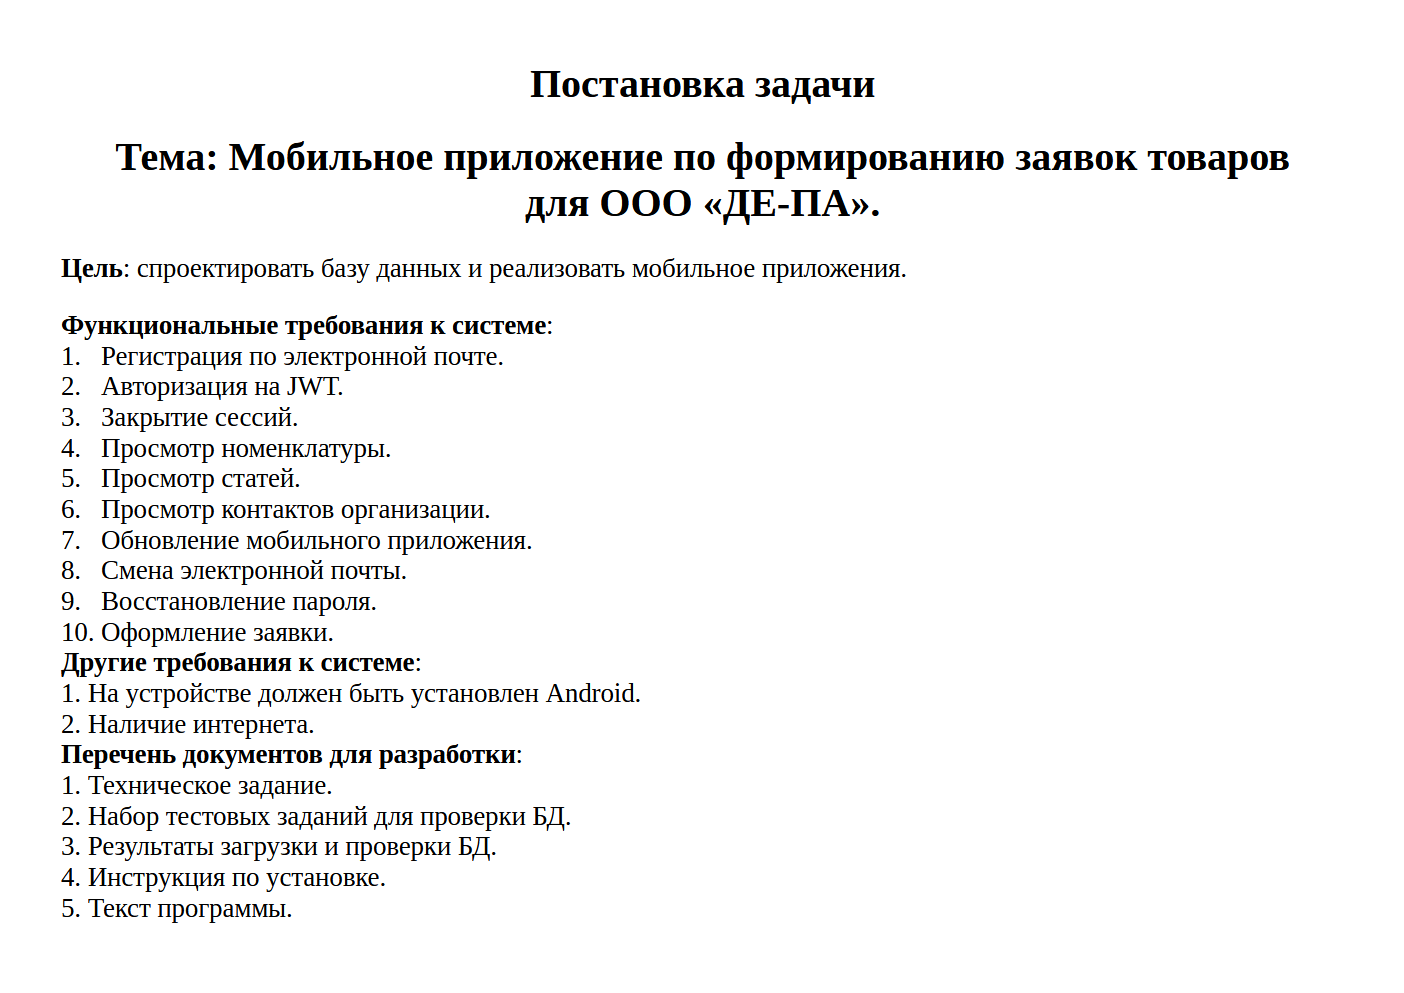 Постановка задачи
Тема: Мобильное приложение по формированию заявок товаров
для ООО «ДЕ-ПА».
Цель: спроектировать базу данных и реализовать мобильное приложения.
Функциональные требования к системе:
1. Регистрация по электронной почте.
2. Авторизация на JWT.
3. Закрытие сессий.
4. Просмотр номенклатуры.
5. Просмотр статей.
6. Просмотр контактов организации.
7. Обновление мобильного приложения.
8. Смена электронной почты.
9. Восстановление пароля.
10. Оформление заявки.
Другие требования к системе:
1. На устройстве должен быть установлен Android.
2. Наличие интернета.
Перечень документов для разработки:
1. Техническое задание.
2. Набор тестовых заданий для проверки БД.
3. Результаты загрузки и проверки БД.
4. Инструкция по установке.
5. Текст программы.